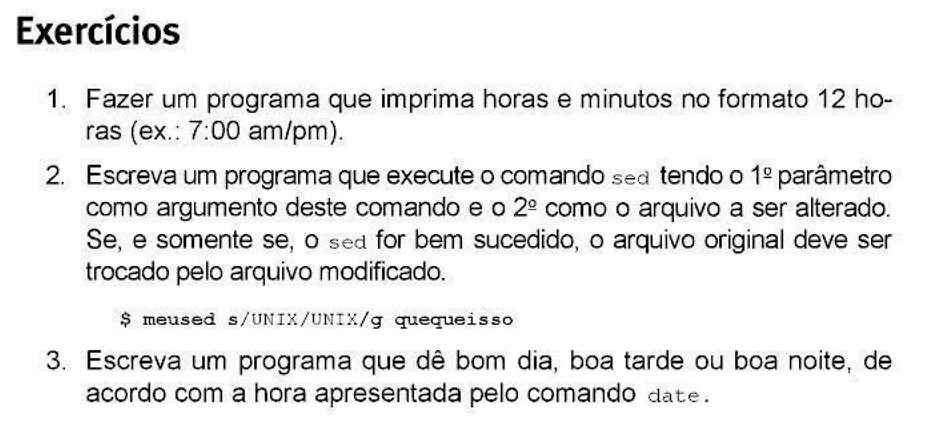 Exercícios
1. Fazer um programa que imprima horas e minutos no formato 12 ho-
ras (ex.: 7:00 am/pm).
2. Escreva um programa que execute o comando sed tendo o 1º parâmetro
como argumento deste comando e o 2º como o arquivo a ser alterado.
Se, e somente se, o sed for bem sucedido, o arquivo original deve ser
trocado pelo arquivo modificado.
$ meused s/UNIX/UNIX/g quequeisso
3. Escreva um programa que dê bom dia, boa tarde ou boa noite, de
acordo com a hora apresentada pelo comando date.